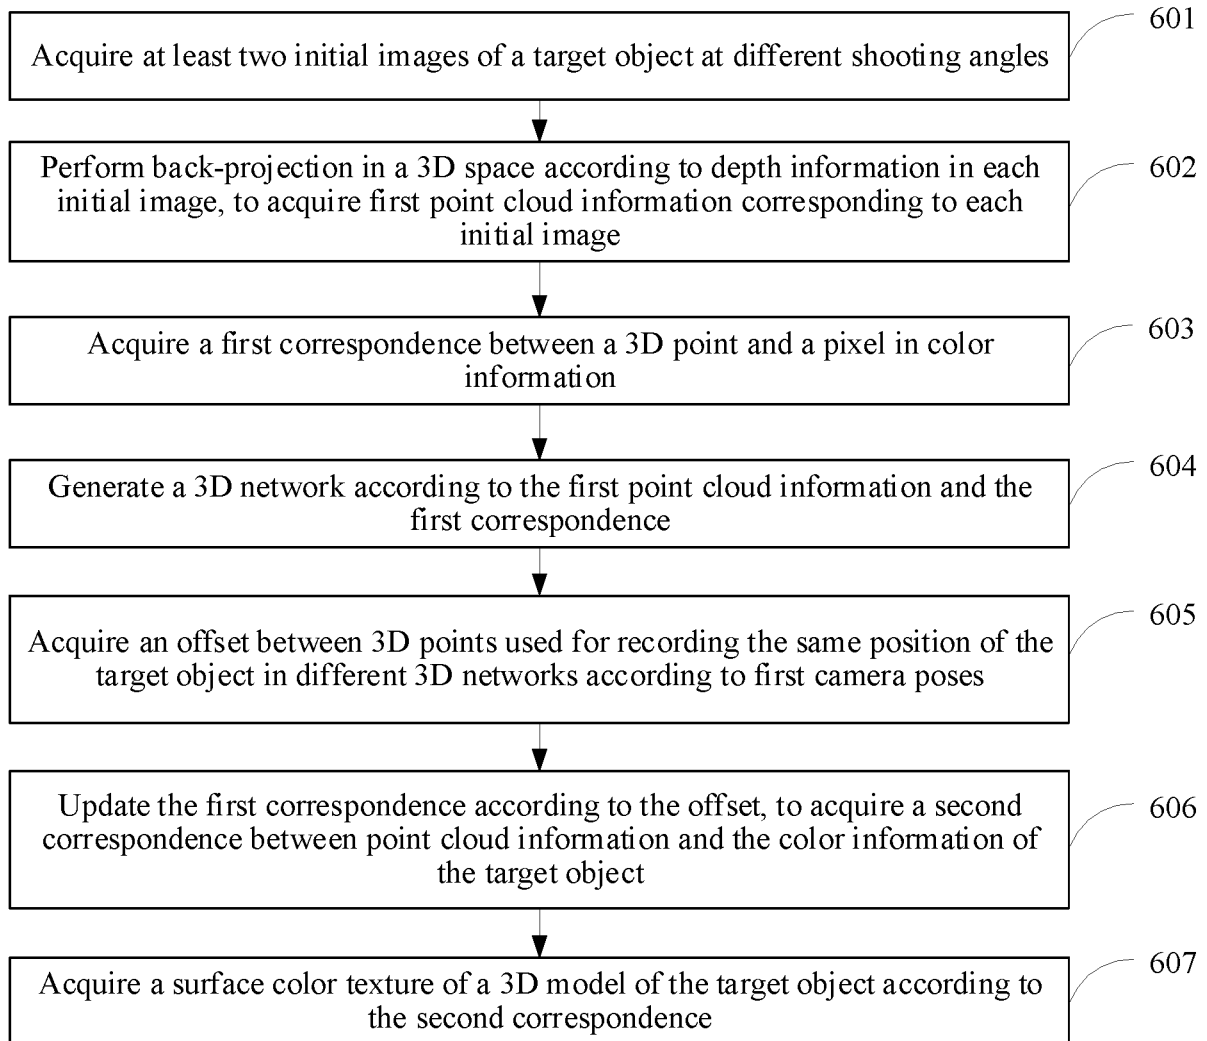 601
Acquire at least two initial images of a target object at different shooting angles
602
Perform back-projection in a 3D space according to depth information in each
initial image, to acquire first point cloud information corresponding to each
initial image
603
Acquire a first correspondence between a 3D point and a pixel in color
information
604
Generate a 3D network according to the first point cloud information and the
first correspondence
605
Acquire an offset between 3D points used for recording the same position of the
target object in different 3D networks according to first camera poses
606
Update the first correspondence according to the offset, to acquire a second
correspondence between point cloud information and the color information of
the target object
607
Acquire a surface color texture of a 3D model of the target object according to
the second correspondence